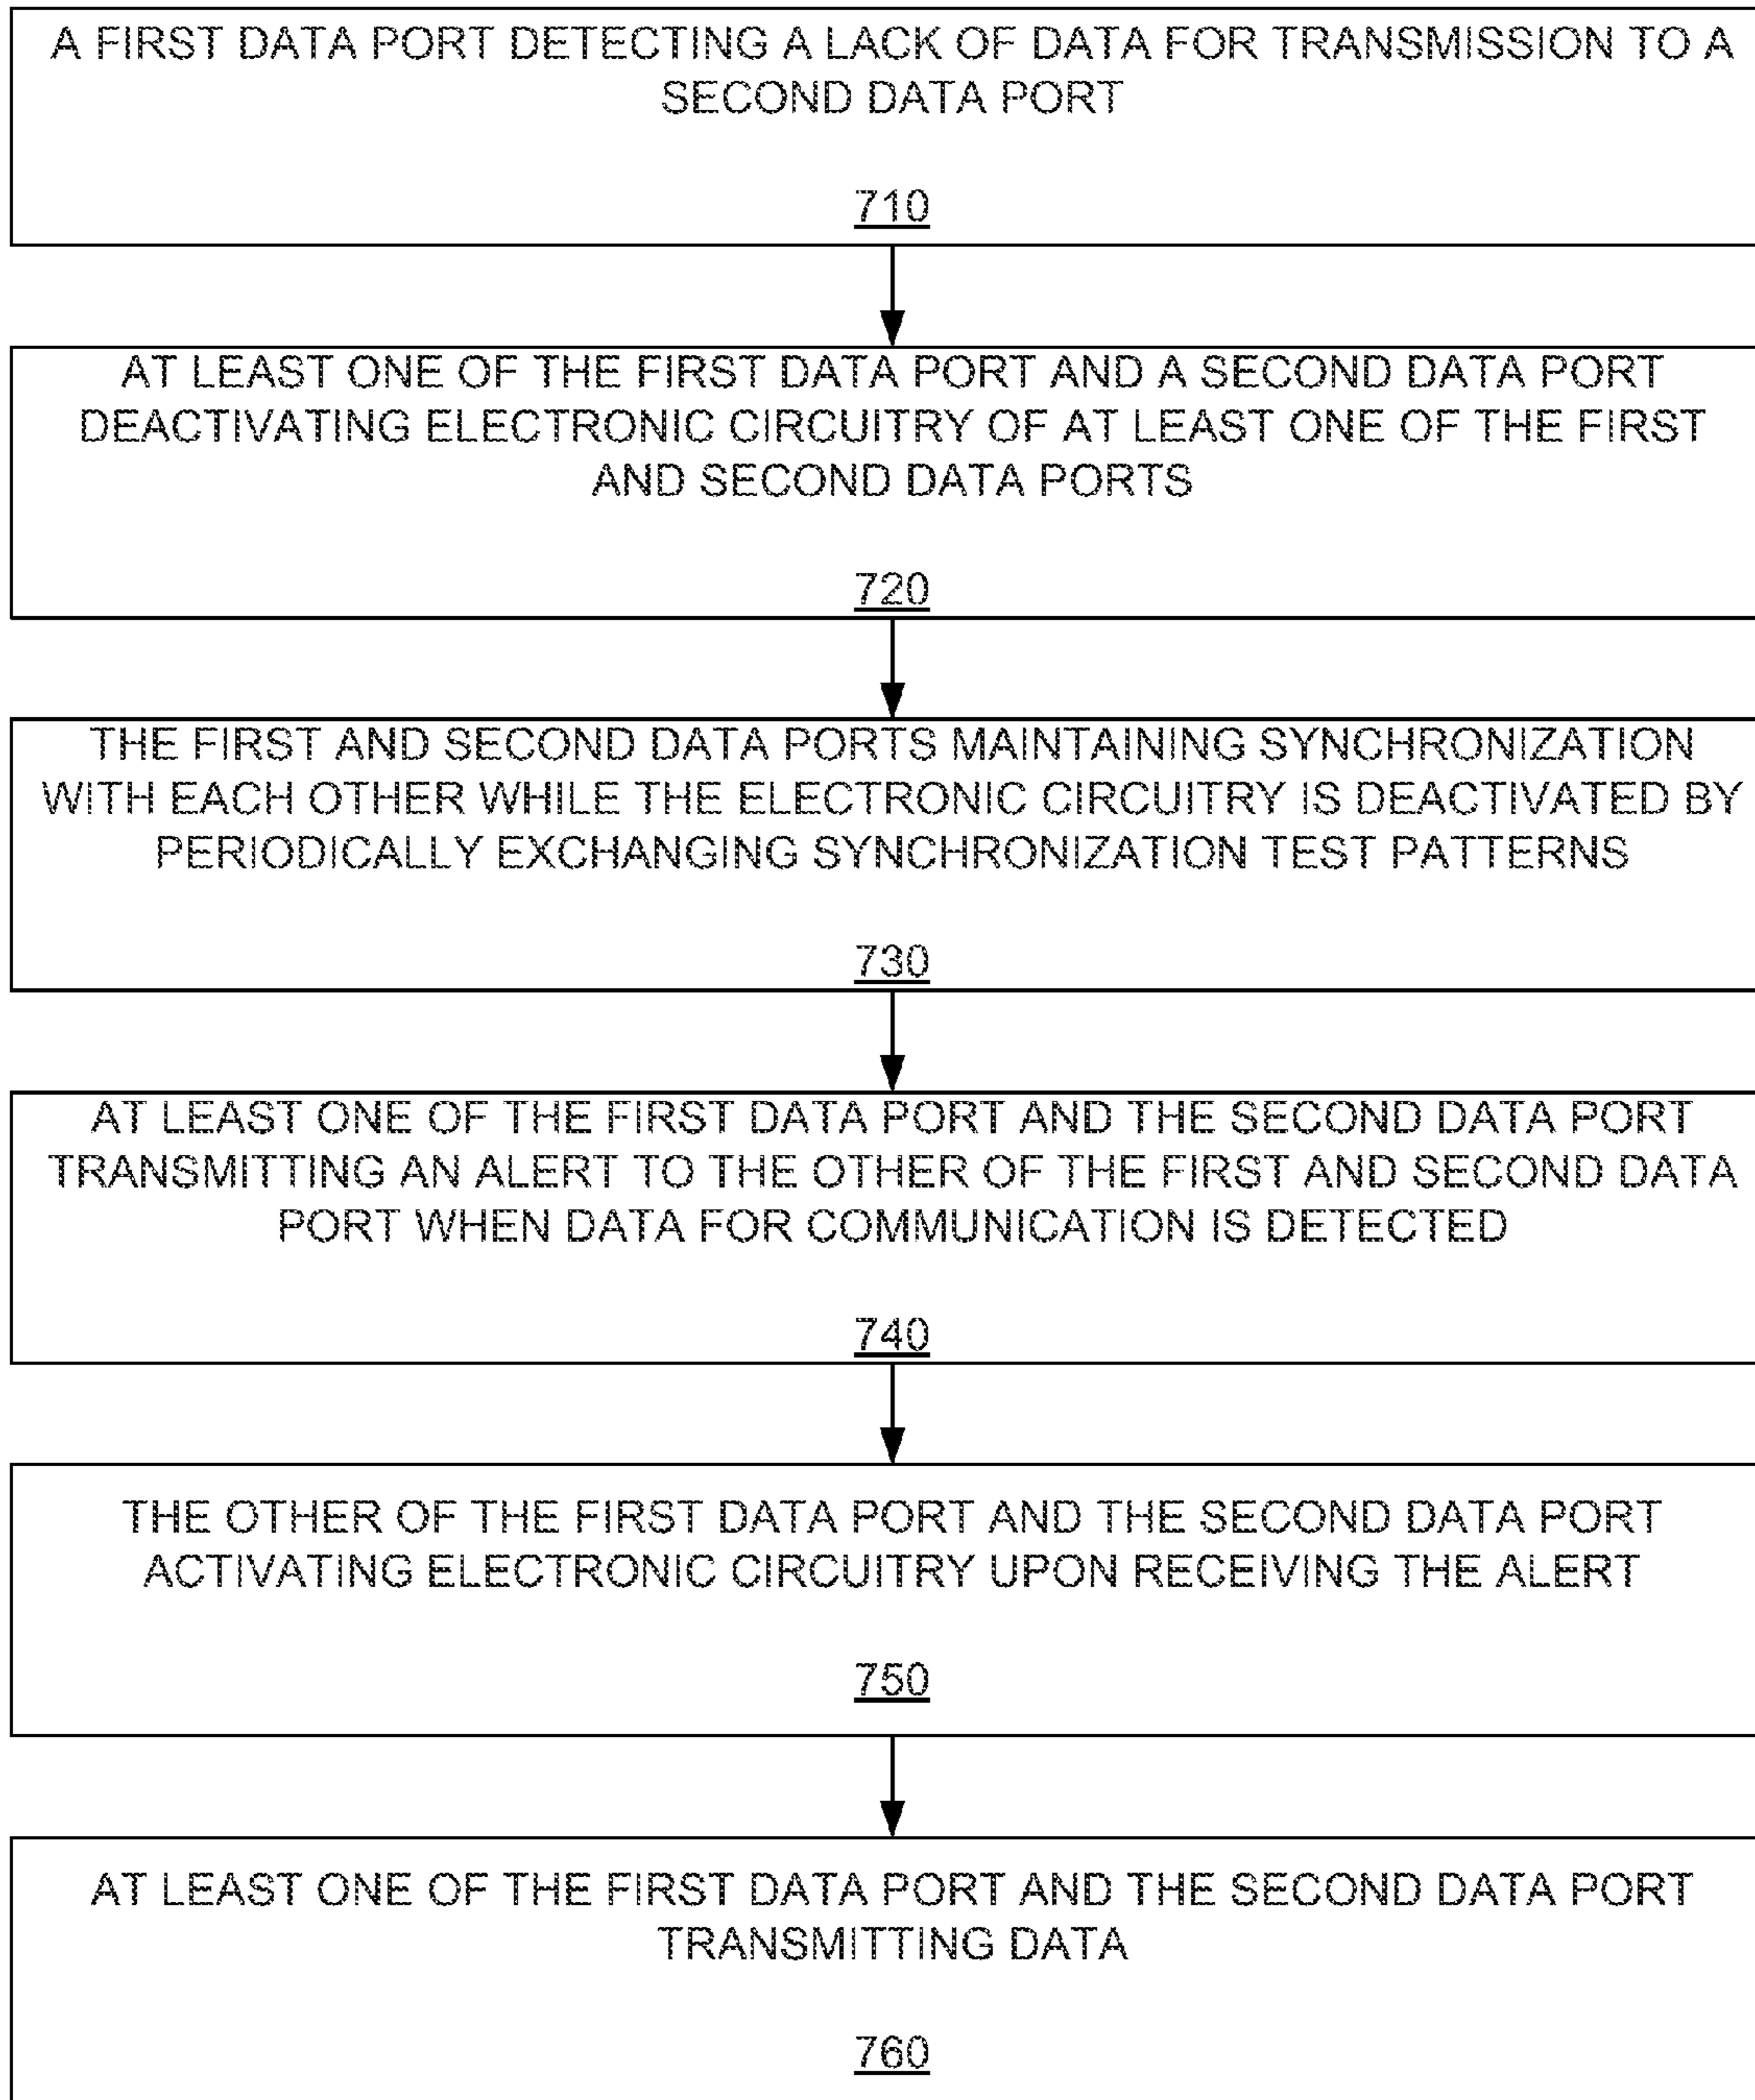 A FIRST DATA PORT DETECTING A LACK OF DATA FOR TRANSMISSION TO A
SECOND DATA PORT
710
AT LEAST ONE OF THE FIRST DATA PORT AND A SECOND DATA PORT
DEACTIVATING ELECTRONIC CIRCUITRY OF AT LEAST ONE OF THE FIRST
AND SECOND DATA PORTS
720
THE FIRST AND SECOND DATA PORTS MAINTAINING SYNCHRONIZATION
WITH EACH OTHER WHILE THE ELECTRONIC CIRCUITRY IS DEACTIVATED BY
PERIODICALLY EXCHANGING SYNCHRONIZATION TEST PATTERNS
730
AT LEAST ONE OF THE FIRST DATA PORT AND THE SECOND DATA PORT
TRANSMITTING AN ALERT TO THE OTHER OF THE FIRST AND SECOND DATA
PORT WHEN DATA FOR COMMUNICATION IS DETECTED
740
THE OTHER OF THE FIRST DATA PORT AND THE SECOND DATA PORT
ACTIVATING ELECTRONIC CIRCUITRY UPON RECEIVING THE ALERT
750
AT LEAST ONE OF THE FIRST DATA PORT AND THE SECOND DATA PORT
TRANSMITTING DATA
760